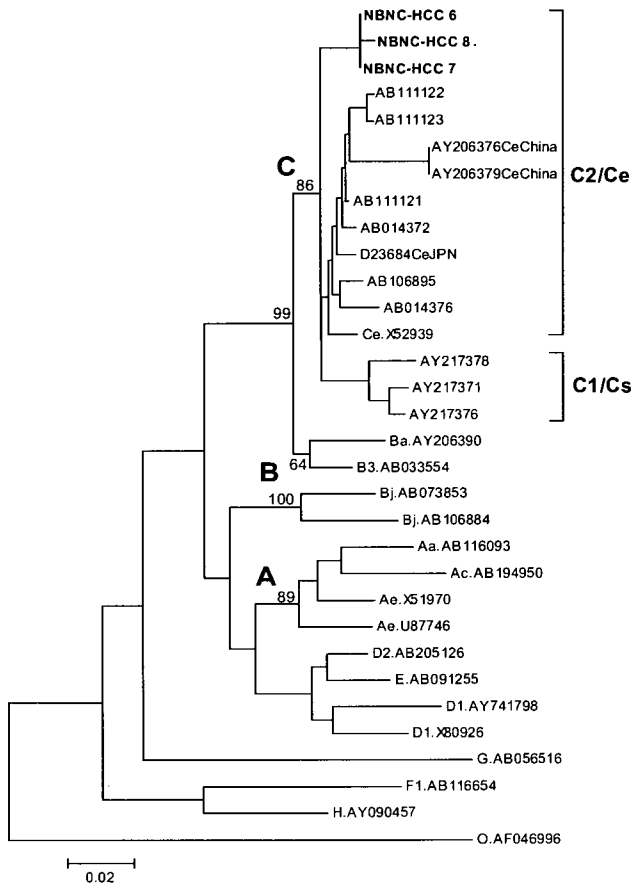 NBNC-HCC 6
NBNC-HCC 8.
NBNC-HCC 7
AB111122
AB111123
AY206376CeChina
C
C2/Ce
AY206379CeChina
86
AB111121
AB014372
D23684CeJPN
AB106895
99
AB014376
Ce.X52939
AY217378
AY217371
C1/Cs
AY217376
Ba.AY206390
64
B3.AB033554
B
100
Bj.AB073853
Bj.AB106884
Aa.AB116093
A
Ac.AB194950
89
Ae.X51970
Ae.U87746
D2.AB205126
E.AB091255
D1.AY741798
D1.X80926
G.AB056516
F1.AB116654
H.AY090457
O.AF046996
0.02